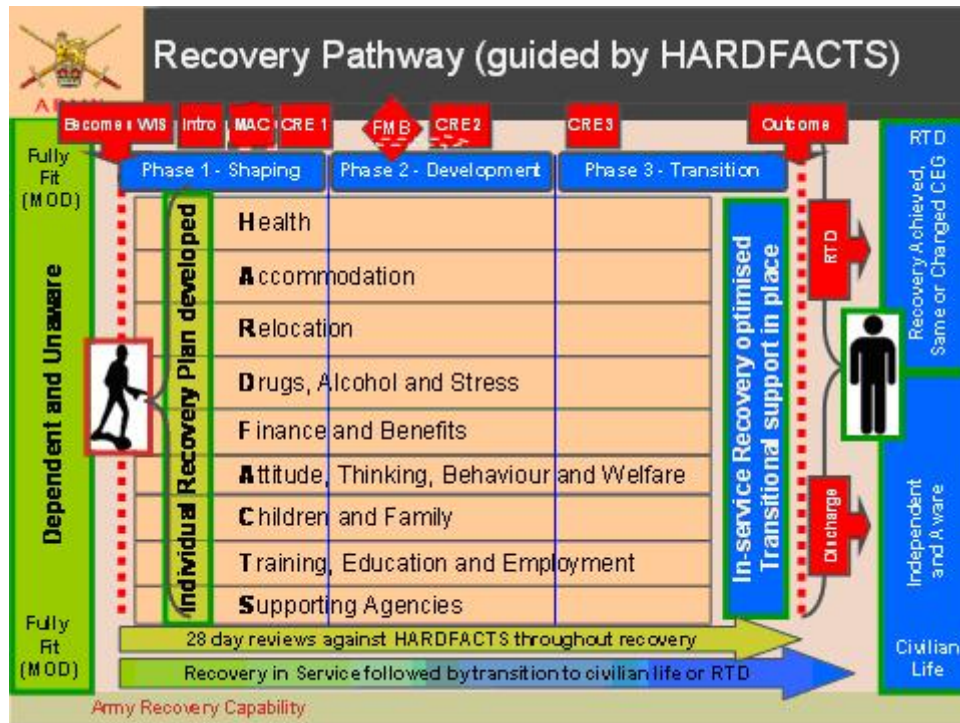 Recovery Pathway (guided by HARDFACTS)
ARMY
Becomes WIS
Intro
MAC
CRE 1
FMB
CRE2
CRE3
Outcome
Phase 1 - Shaping
Phase 2 - Development
Phase 3 - Transition
Fully
Fit
(MOD)
Dependent and Unaware
Fully
Fit
(MOD)
Individual Recovery Plan developed
Health
Accommodation
Relocation
Drugs, Alcohol and Stress
Finance and Benefits
Attitude, Thinking, Behaviour and Welfare
Children and Family
Training, Education and Employment
Supporting Agencies
In-service Recovery optimised
Transitional support in place
RTD
Discharge
RTD
Recovery Achieved,
Same or Changed CEG
Independent
and Aware
Civilian
Life
28 day reviews against HARDFACTS throughout recovery
Recovery in Service followed by transition to civilian life or RTD
Army Recovery Capability